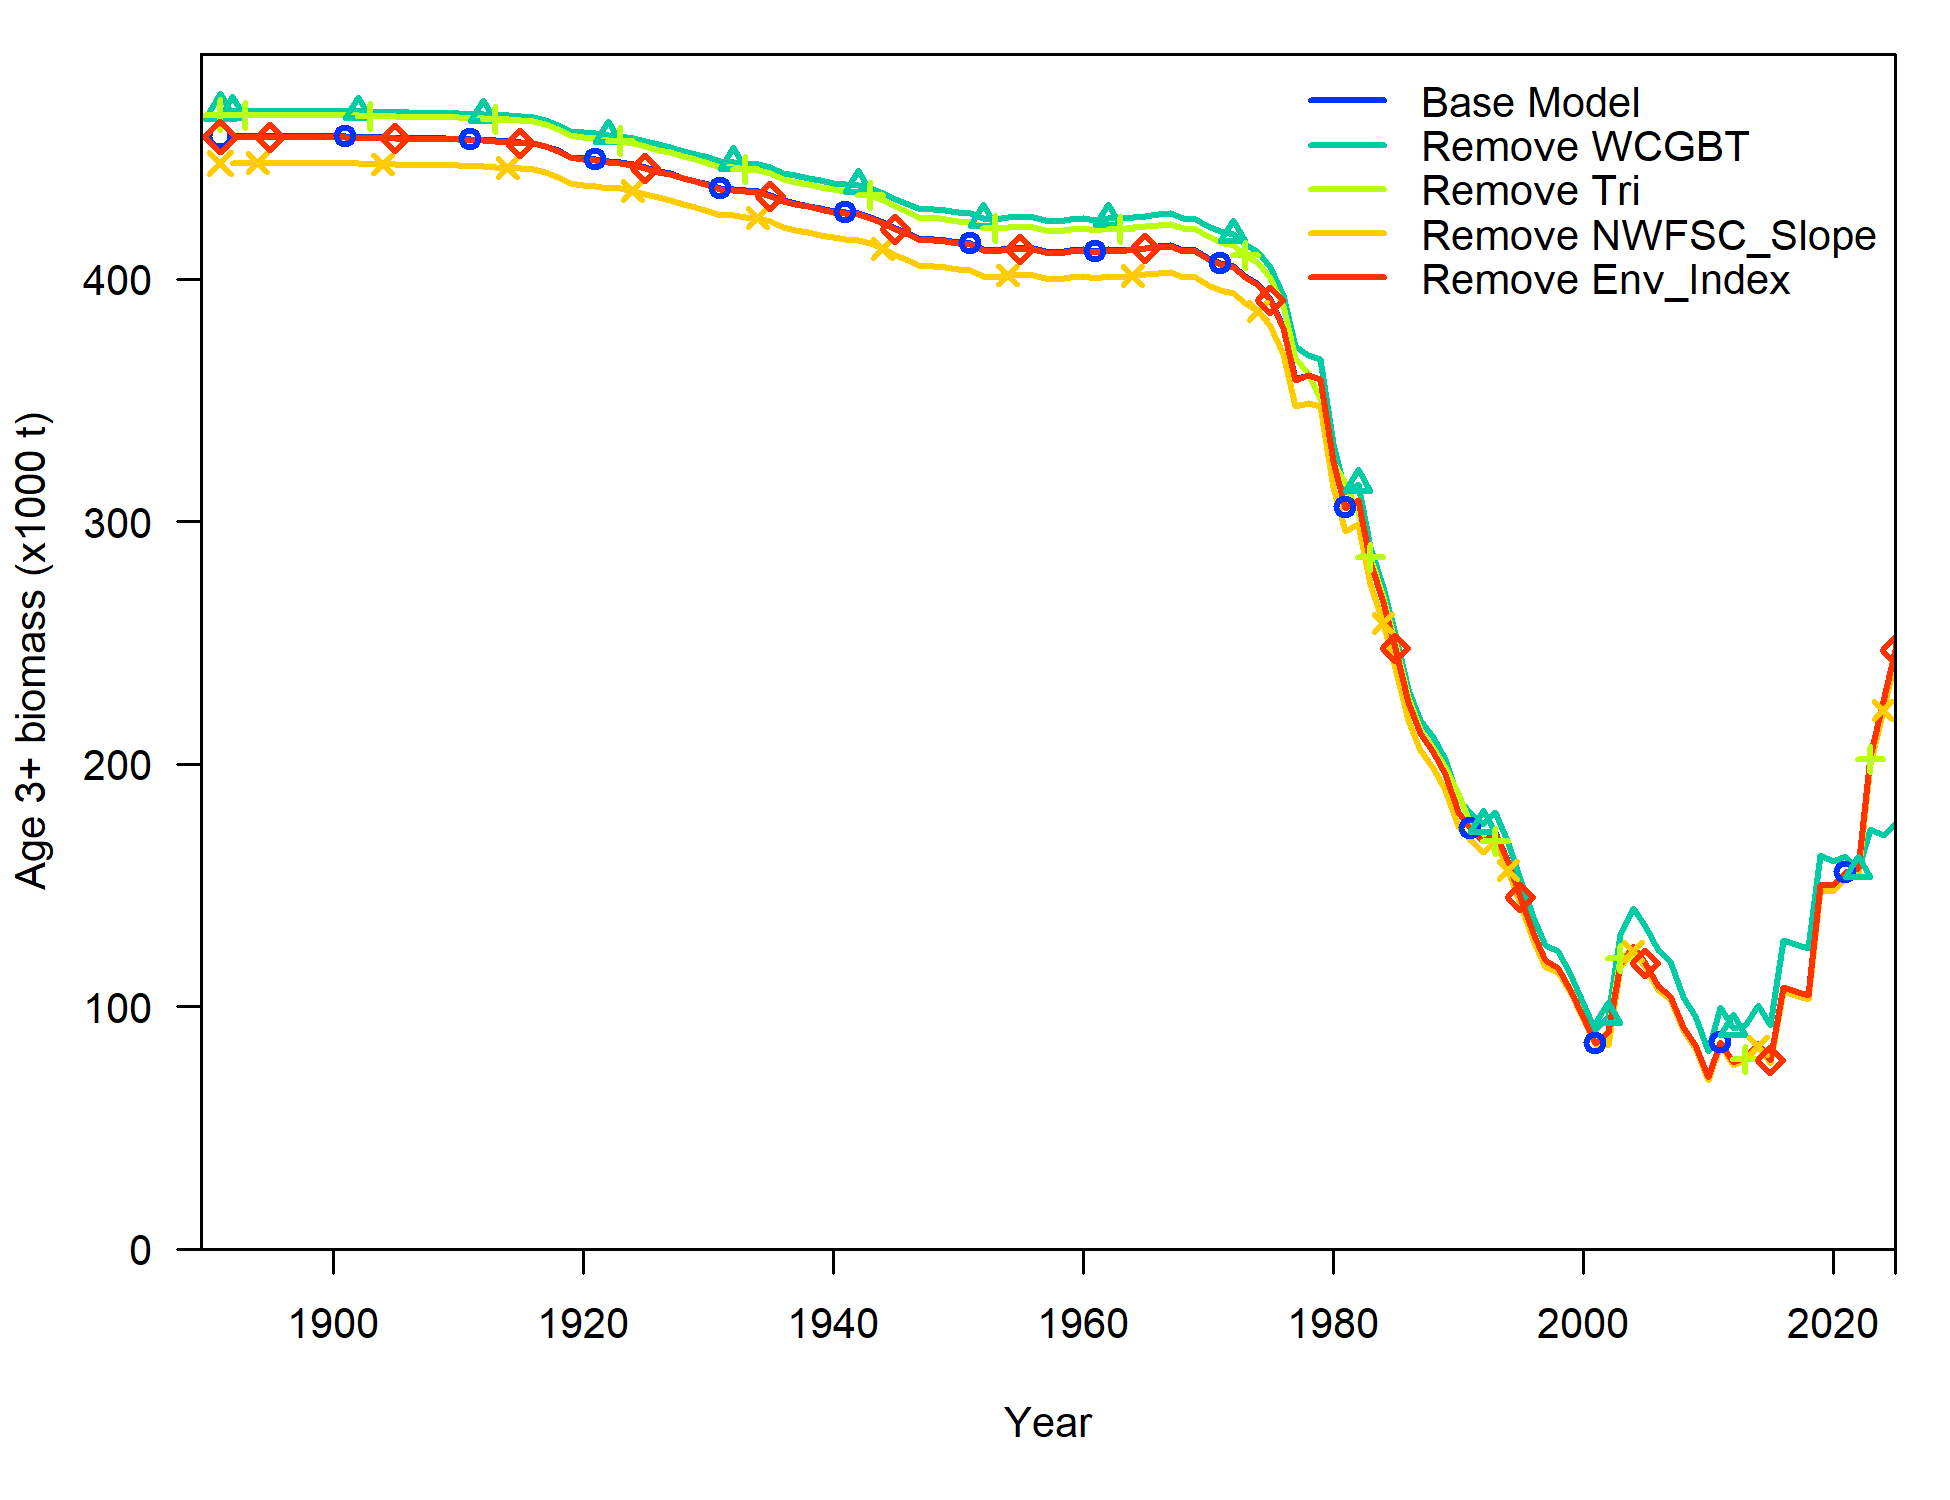 Base Model
Remove WCGBT
Remove Tri
Remove NWFSC_Slope
Remove Env_Index
Age 3+ biomass (x1000 t)
400
300
200
100
0
1900 1920 1940 1960 1980 2000 2020
Year